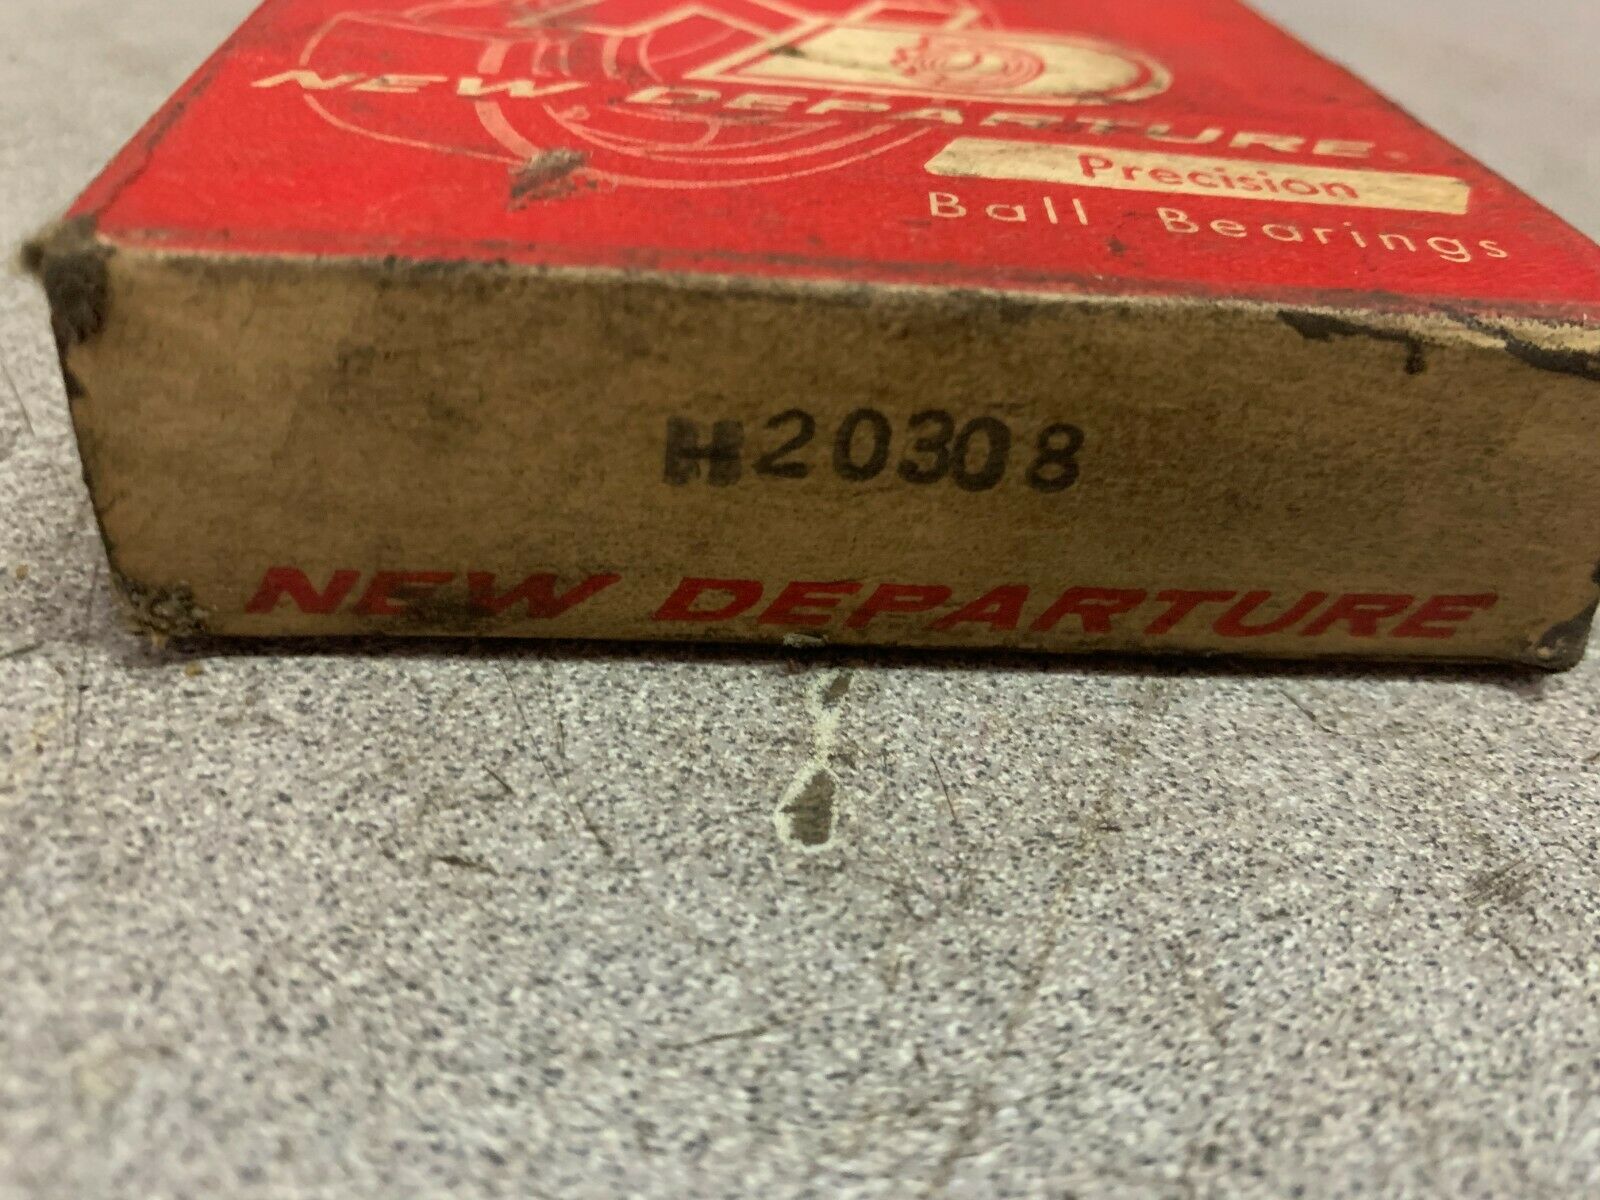 NEW DEPARTURE.
Precision
Ball Bearings
H20308
NEW DEPARTURE